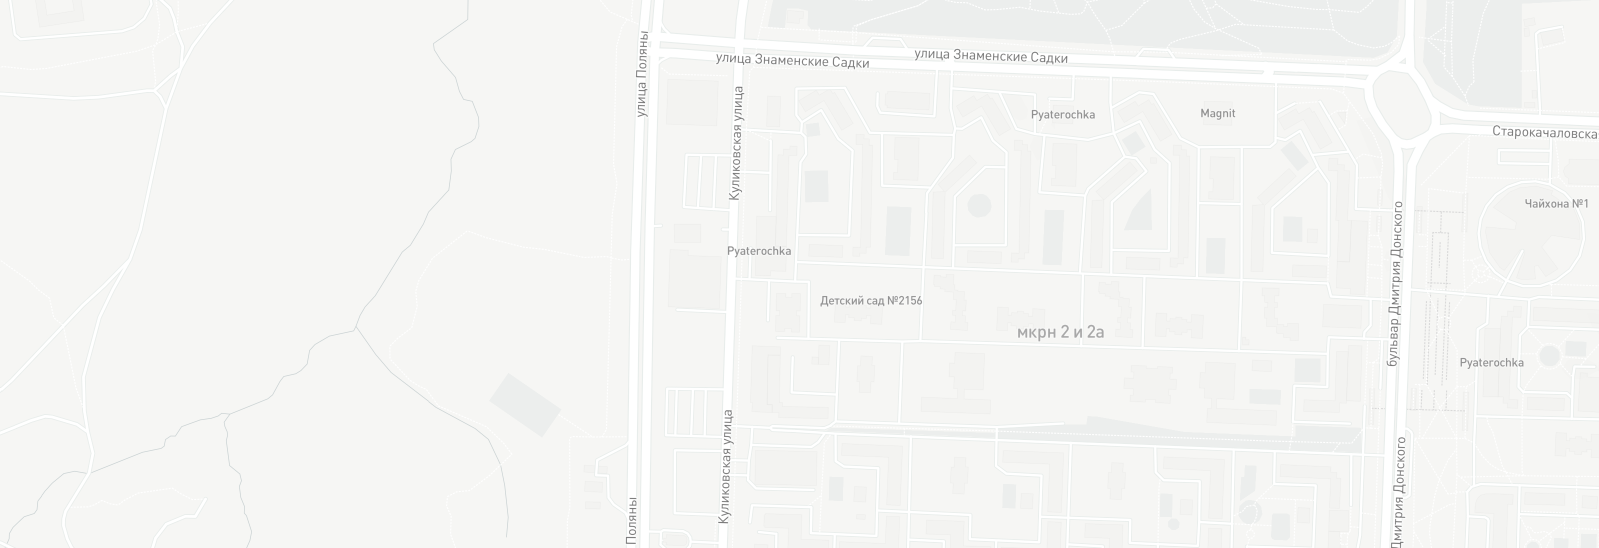 улица Поляны
улица Знаменские Садки
улица Знаменские Садки
Куликовская улица
Pyaterochka
Magnit
Старокачаловска
Чайхона №1
бульвар Дмитрия Донского
Pyaterochka
Детский сад №2156
мкрн 2 и 2а
Pyaterochka
Куликовская улица
Дмитрия Донского
Поляны